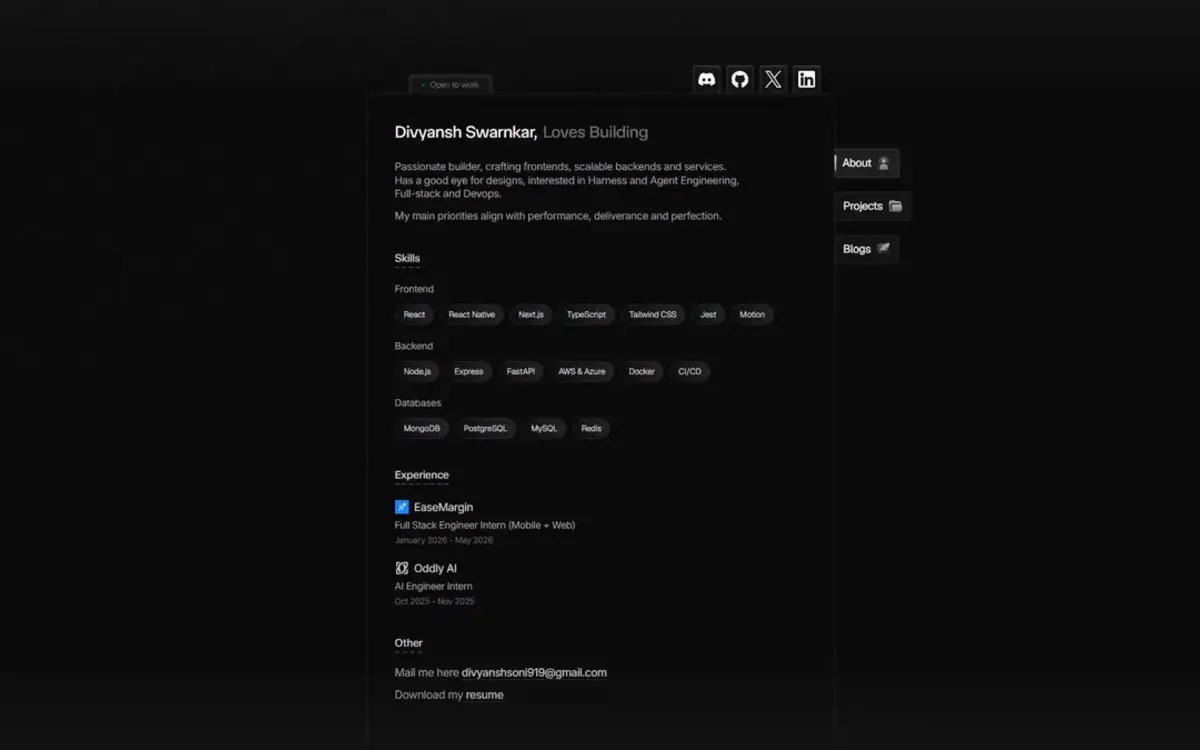 Open to work
Divyansh Swarnkar, Loves Building
Passionate builder, crafting frontends, scalable backends and services.
Has a good eye for designs, interested in Harness and Agent Engineering,
Full-stack and Devops.
My main priorities align with performance, deliverance and perfection.
About
Projects
Blogs
Skills
Frontend
React React Native Next.js TypeScript Tailwind CSS Jest Motion
Backend
Node.js Express FastAPI AWS & Azure Docker CI/CD
Databases
MongoDB PostgreSQL MySQL Redis
Experience
EaseMargin
Full Stack Engineer Intern (Mobile + Web)
January 2026 - May 2026
Oddly AI
AI Engineer Intern
Oct 2025 - Nov 2025
Other
Mail me here divyanshsoni919@gmail.com
Download my resume